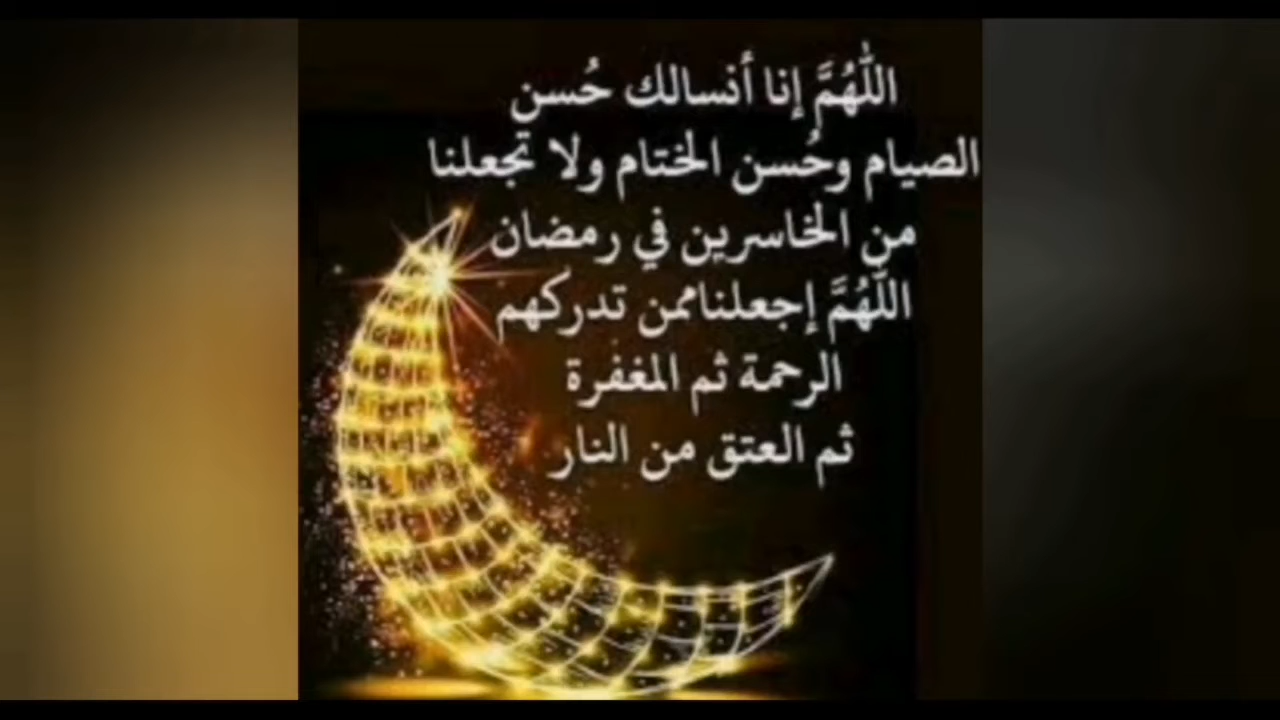 اللّٰهُمَّ إنا أنسالك حُسن
الصيام وحُسن الختام ولا تجعلنا
من الخاسرين في رمضان
اللّٰهُمَّ إجعلناممن تدركهم
الرحمة ثم المغفرة
ثم العتق من النار